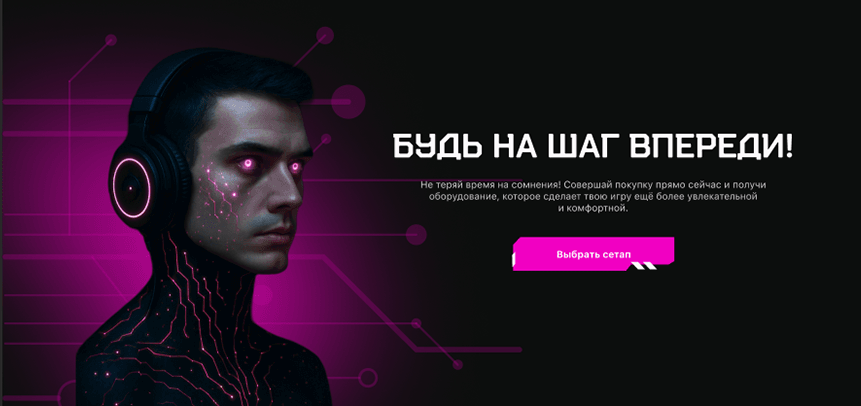 БУДЬ НА ШАГ ВПЕРЕДИ!
Не теряй время на сомнения! Совершай покупку прямо сейчас и получи
оборудование, которое сделает твою игру ещё более увлекательной
и комфортной.
Выбрать сетап